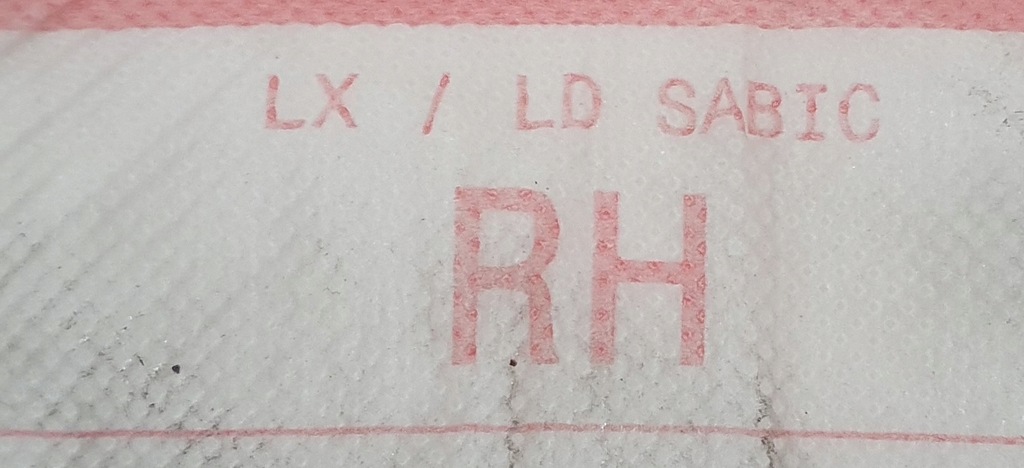 LX / LD SABIC
RH